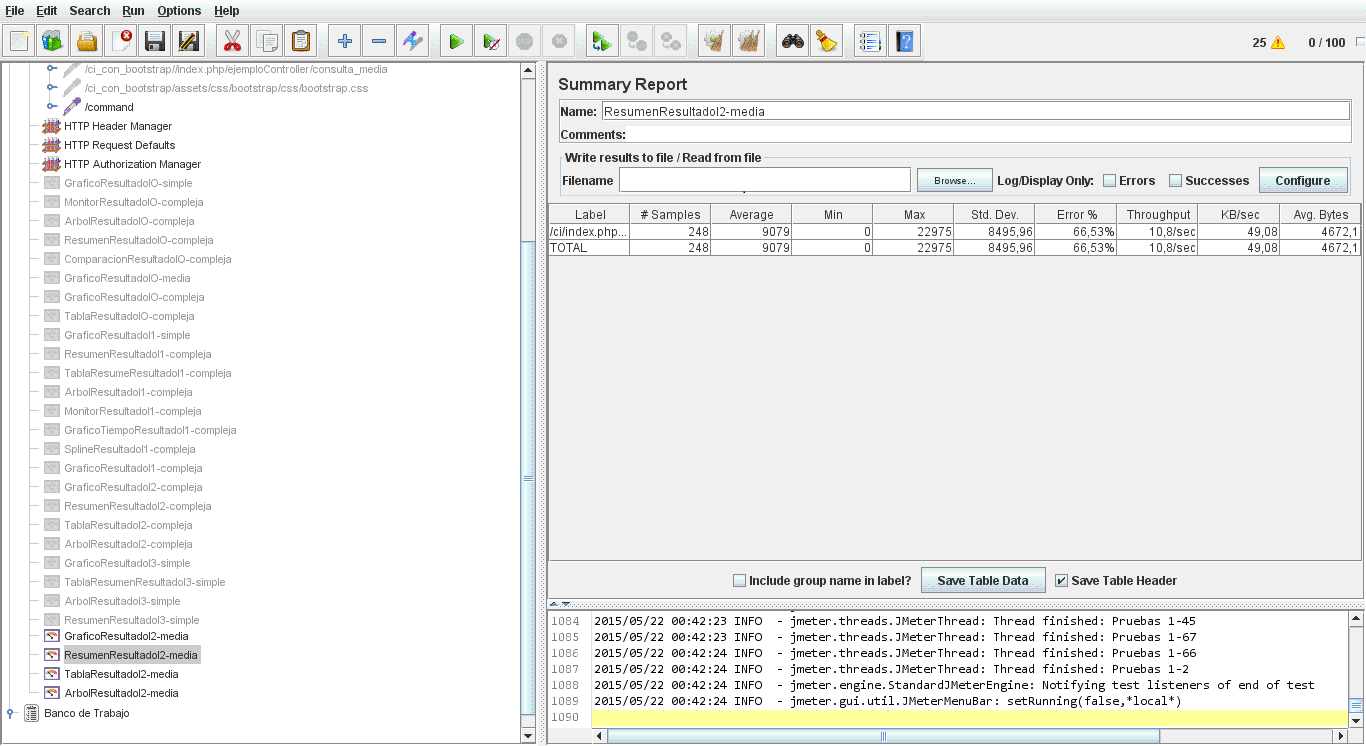 File Edit Search Run Options Help
25 0 / 100
/ci_con_bootstrap//index.php/ejemploController/consulta_media
/ci_con_bootstrap/assets/css/bootstrap/css/bootstrap.css
/command
HTTP Header Manager
HTTP Request Defaults
HTTP Authorization Manager
GraficoResultadoIO-simple
MonitorResultadoIO-compleja
ArbolResultadoIO-compleja
ResumenResultadoIO-compleja
ComparacionResultadoIO-compleja
GraficoResultadoIO-media
GraficoResultadoIO-compleja
TablaResultadoIO-compleja
GraficoResultadoI1-simple
ResumenResultadoI1-compleja
TablaResumeResultadoI1-compleja
ArbolResultadoI1-compleja
MonitorResultadoI1-compleja
GraficoTiempoResultadoI1-compleja
SplineResultadoI1-compleja
GraficoResultadoI1-compleja
GraficoResultadoI2-compleja
ResumenResultadoI2-compleja
TablaResultadoI2-compleja
ArbolResultadoI2-compleja
GraficoResultadoI3-simple
TablaResumenResultadoI3-simple
ArbolResultadoI3-simple
ResumenResultadoI3-simple
GraficoResultadoI2-media
ResumenResultadoI2-media
TablaResultadoI2-media
ArbolResultadoI2-media
Banco de Trabajo
Summary Report
Name: ResumenResultadoI2-media
Comments:
Write results to file / Read from file
Filename Browse... Log/Display Only: Errors Successes Configure
Label # Samples Average Min Max Std. Dev. Error % Throughput KB/sec Avg. Bytes
/ci/index.php... 248 9079 0 22975 8495,96 66,53% 10,8/sec 49,08 4672,1
TOTAL 248 9079 0 22975 8495,96 66,53% 10,8/sec 49,08 4672,1
Include group name in label? Save Table Data Save Table Header
1084 2015/05/22 00:42:23 INFO - jmeter.threads.JMeterThread: Thread finished: Pruebas 1-45
1085 2015/05/22 00:42:23 INFO - jmeter.threads.JMeterThread: Thread finished: Pruebas 1-67
1086 2015/05/22 00:42:24 INFO - jmeter.threads.JMeterThread: Thread finished: Pruebas 1-66
1087 2015/05/22 00:42:24 INFO - jmeter.threads.JMeterThread: Thread finished: Pruebas 1-2
1088 2015/05/22 00:42:24 INFO - jmeter.engine.StandardJMeterEngine: Notifying test listeners of end of test
1089 2015/05/22 00:42:24 INFO - jmeter.gui.util.JMeterMenuBar: setRunning(false,*local*)
1090